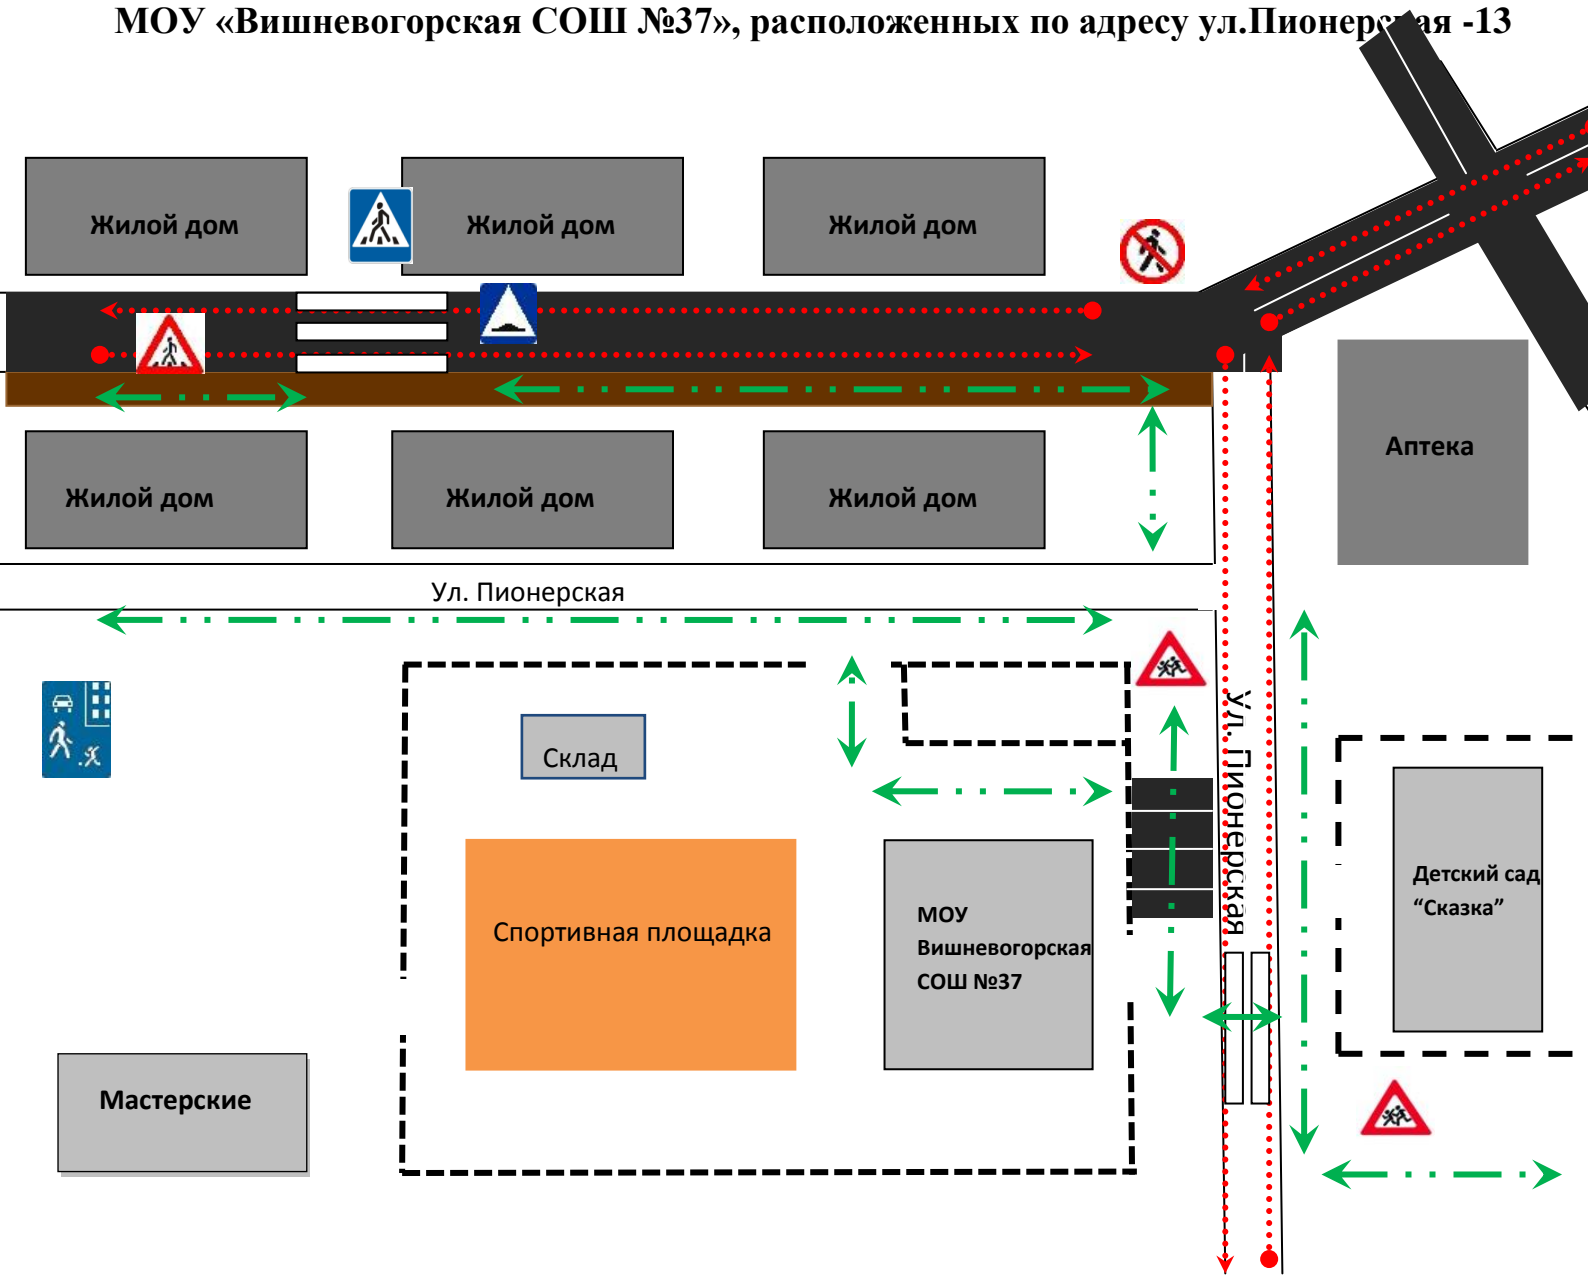 МОУ «Вишневогорская СОШ №37», расположенных по адресу ул.Пионерская -13
Жилой дом
Жилой дом
Жилой дом
Аптека
Жилой дом
Жилой дом
Жилой дом
Ул. Пионерская
Ул. Пионерская
Склад
Спортивная площадка
МОУ
Вишневогорская
СОШ №37
Детский сад
“Сказка”
Мастерские